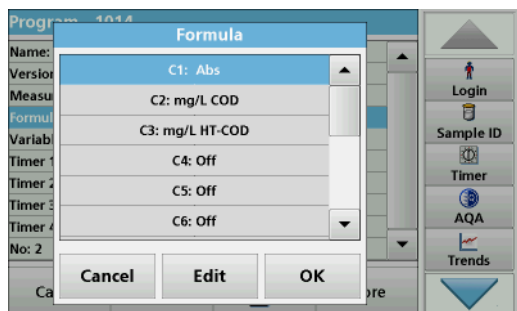 Program 1014
Formula
Name:
Version
Measu
Formul
Variabl
Timer 1
Timer 2
Timer 3
Timer 4
No: 2
C1: Abs
C2: mg/L COD
C3: mg/L HT-COD
C4: Off
C5: Off
C6: Off
Cancel
Edit
OK
Ca
ore
Login
Sample ID
Timer
AQA
Trends